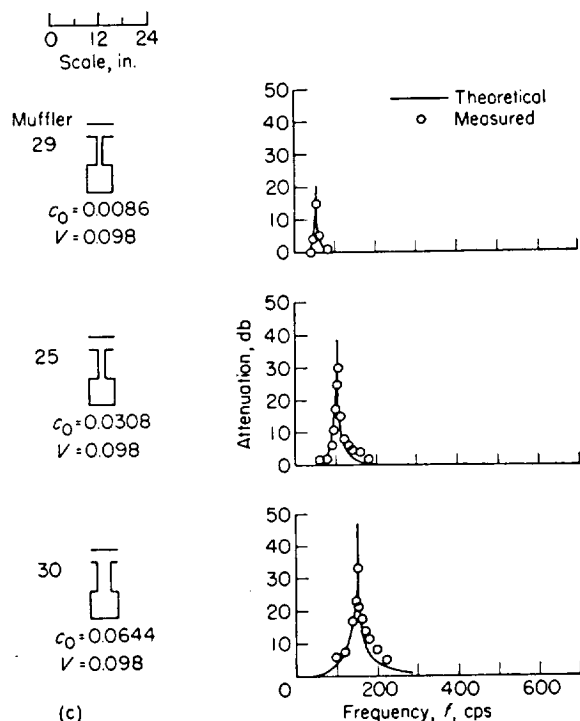 0 12 24
Scale, in.
Muffler
29
c₀=0.0086
V=0.098
50
40
30
20
10
0
Theoretical
Measured
25
c₀=0.0308
V=0.098
50
40
30
20
10
0
Attenuation, db
30
c₀=0.0644
V=0.098
50
40
30
20
10
0 200 400 600
Frequency, f, cps
(c)